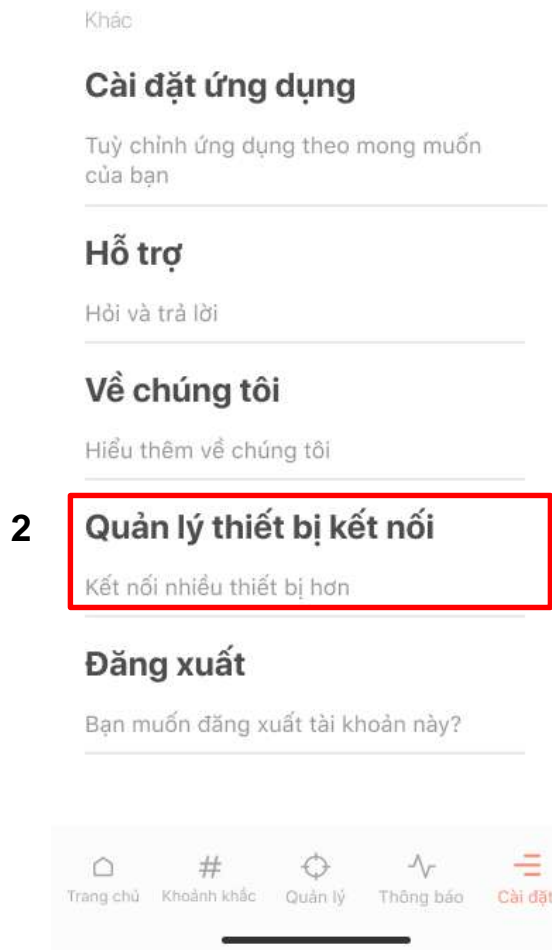 Khác
Cài đặt ứng dụng
Tuỳ chỉnh ứng dụng theo mong muốn
của bạn
Hỗ trợ
Hỏi và trả lời
Về chúng tôi
Hiểu thêm về chúng tôi
2
Quản lý thiết bị kết nối
Kết nối nhiều thiết bị hơn
Đăng xuất
Bạn muốn đăng xuất tài khoản này?
Trang chủ Khoảnh khắc Quản lý Thông báo Cài đặt